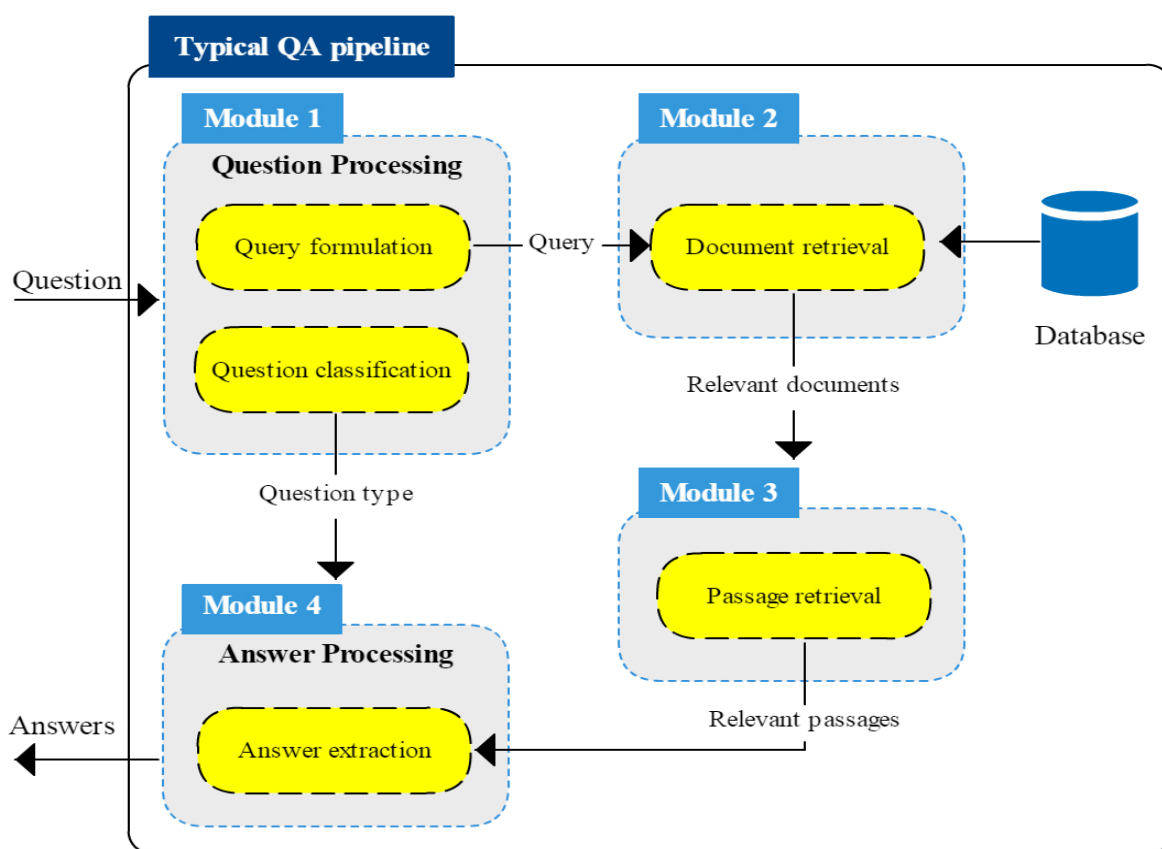 Typical QA pipeline
Module 1
Question Processing
Query formulation
Question classification
Question
Query
Module 2
Document retrieval
Database
Relevant documents
Question type
Module 3
Passage retrieval
Relevant passages
Module 4
Answer Processing
Answer extraction
Answers